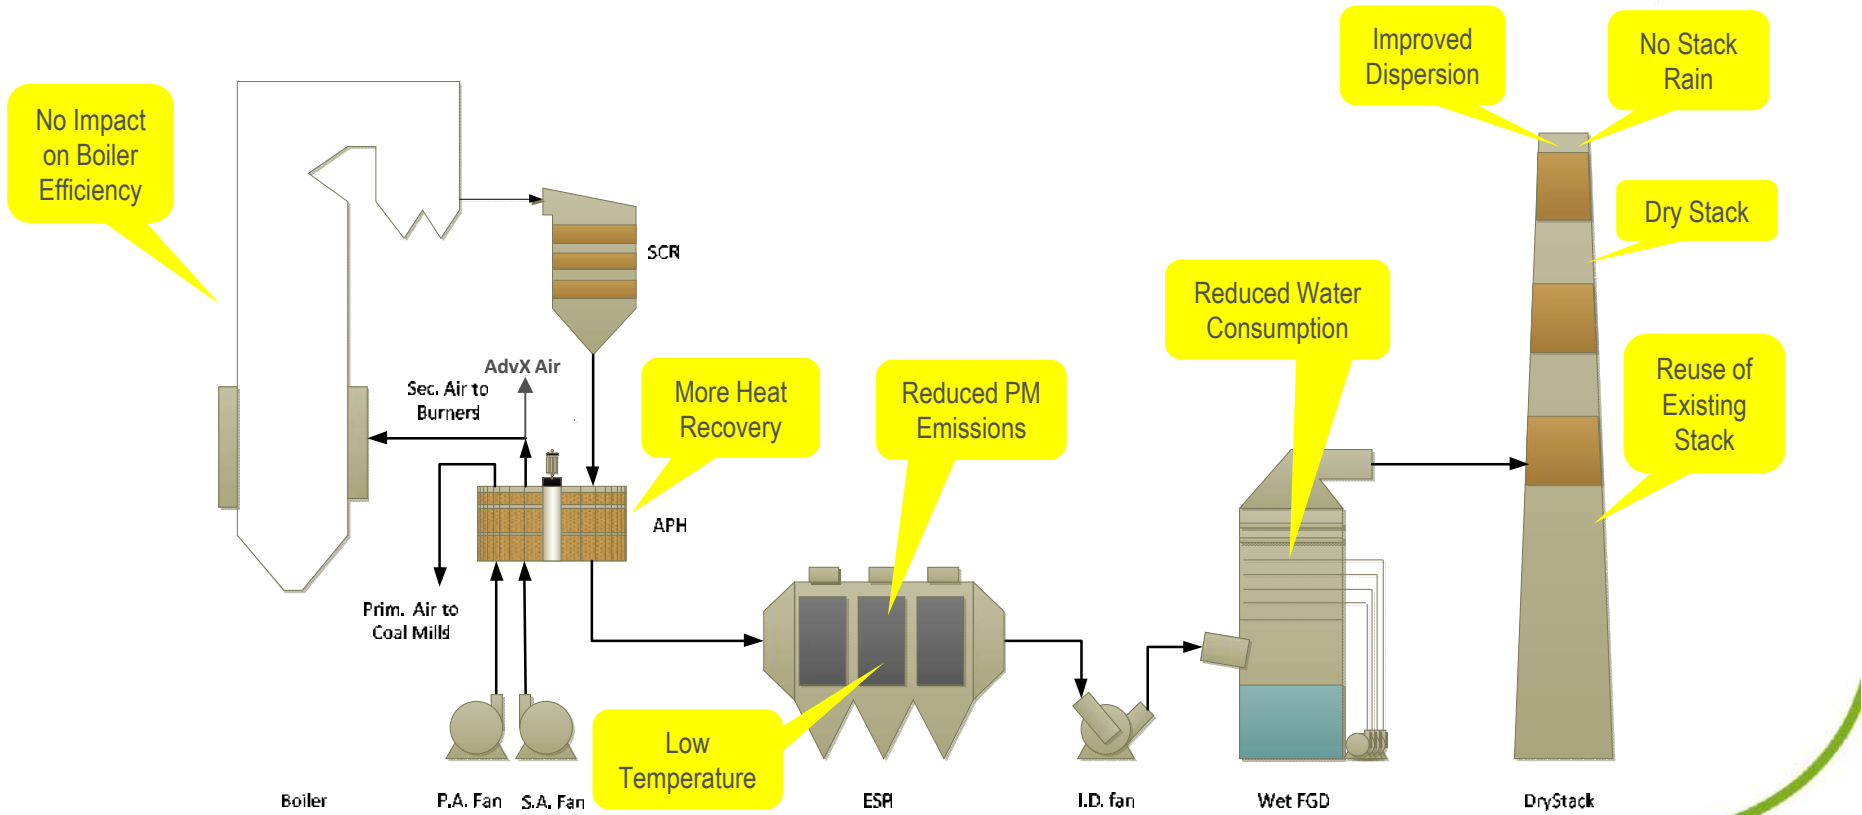 Improved
Dispersion
No Stack
Rain
No Impact
on Boiler
Efficiency
Dry Stack
SCR
Reduced Water
Consumption
AdvX Air
Sec. Air to
Burners
More Heat
Recovery
Reduced PM
Emissions
Reuse of
Existing
Stack
APH
Prim. Air to
Coal Mills
Low
Temperature
Boiler
P.A. Fan
S.A. Fan
ESP
I.D. fan
Wet FGD
DryStack